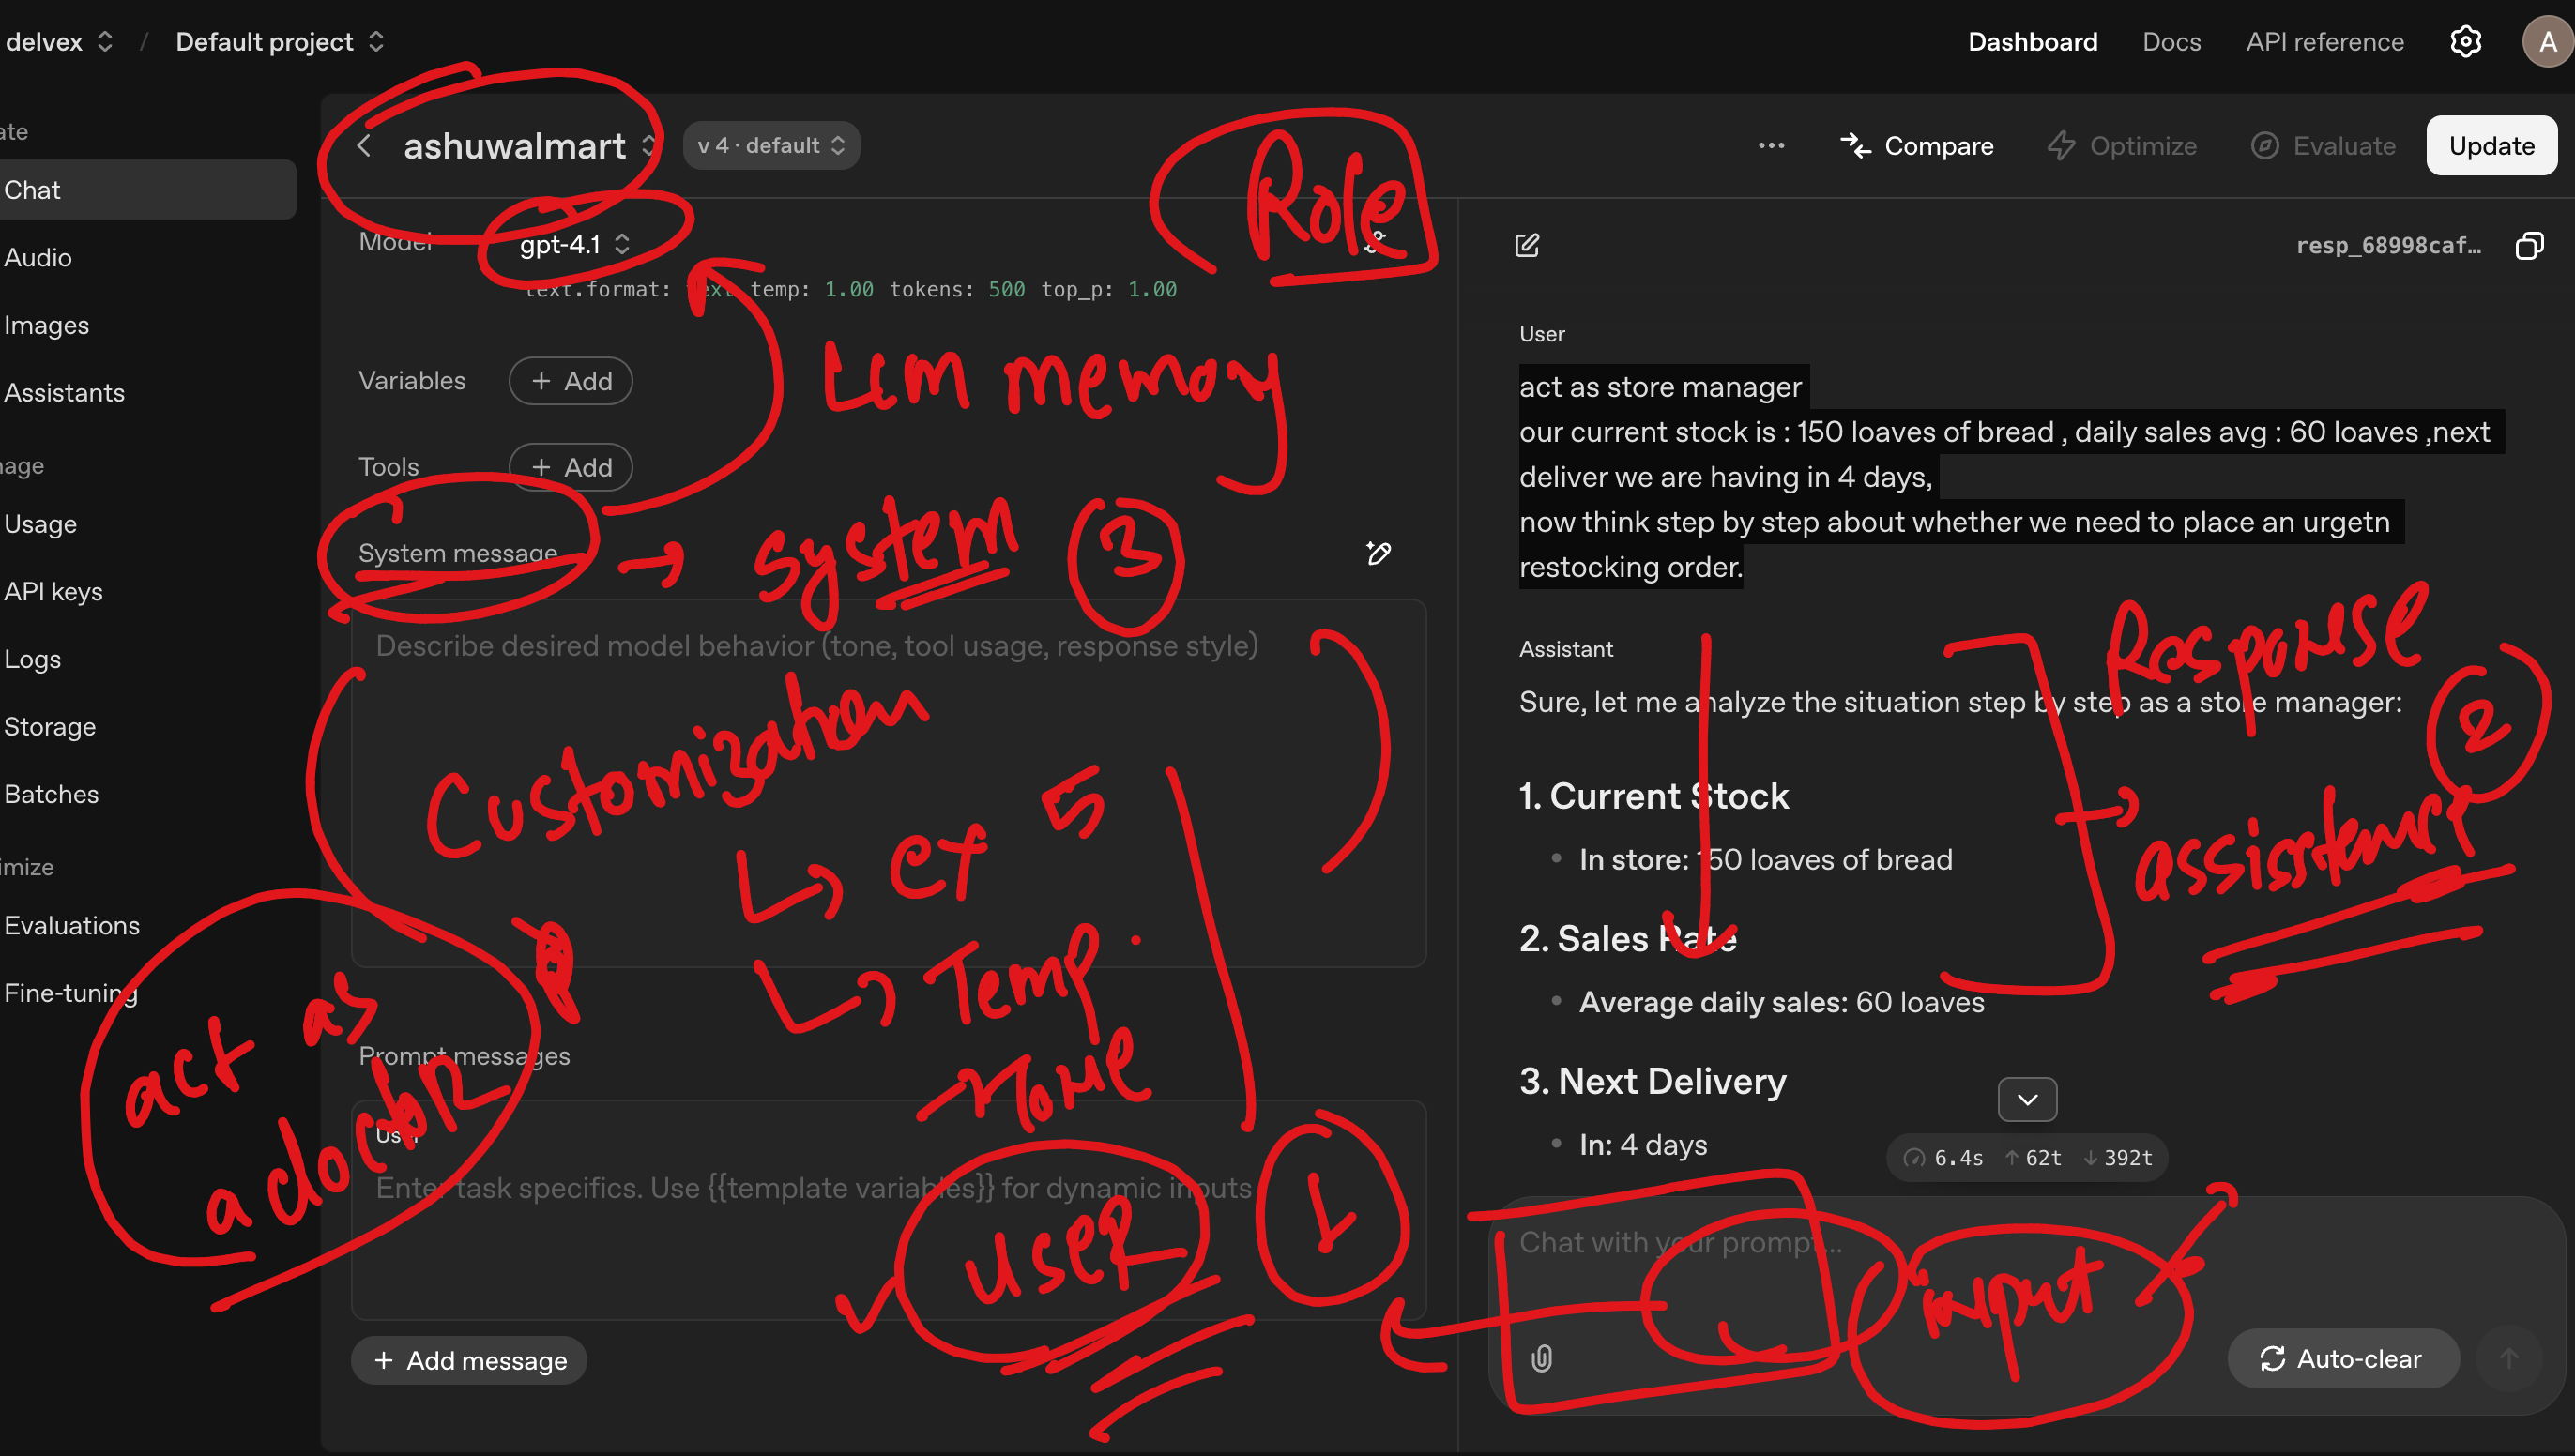 delvex / Default project
Dashboard Docs API reference A
ate
Chat
Audio
Images
Assistants
nage
Usage
API keys
Logs
Storage
Batches
imize
Evaluations
Fine-tuning
ashuwalmart v 4 · default
Compare Optimize Evaluate Update
Role
Model gpt-4.1
text.format: text temp: 1.00 tokens: 500 top_p: 1.00
Variables + Add
LLM memory
Tools + Add
System message
system 3
Describe desired model behavior (tone, tool usage, response style)
Customization
ex 5
Temp.
Tone
act as
a doctor
Prompt messages
User
Enter task specifics. Use {{template variables}} for dynamic inputs
user 1
+ Add message
resp_68998caf…
User
act as store manager
our current stock is : 150 loaves of bread , daily sales avg : 60 loaves ,next
deliver we are having in 4 days,
now think step by step about whether we need to place an urgetn
restocking order.
Response
Assistant
Sure, let me analyze the situation step by step as a store manager:
2
1. Current Stock
In store: 150 loaves of bread
2. Sales Rate
Average daily sales: 60 loaves
3. Next Delivery
In: 4 days
6.4s ↑ 62t ↓ 392t
Chat with your prompt...
input
Auto-clear